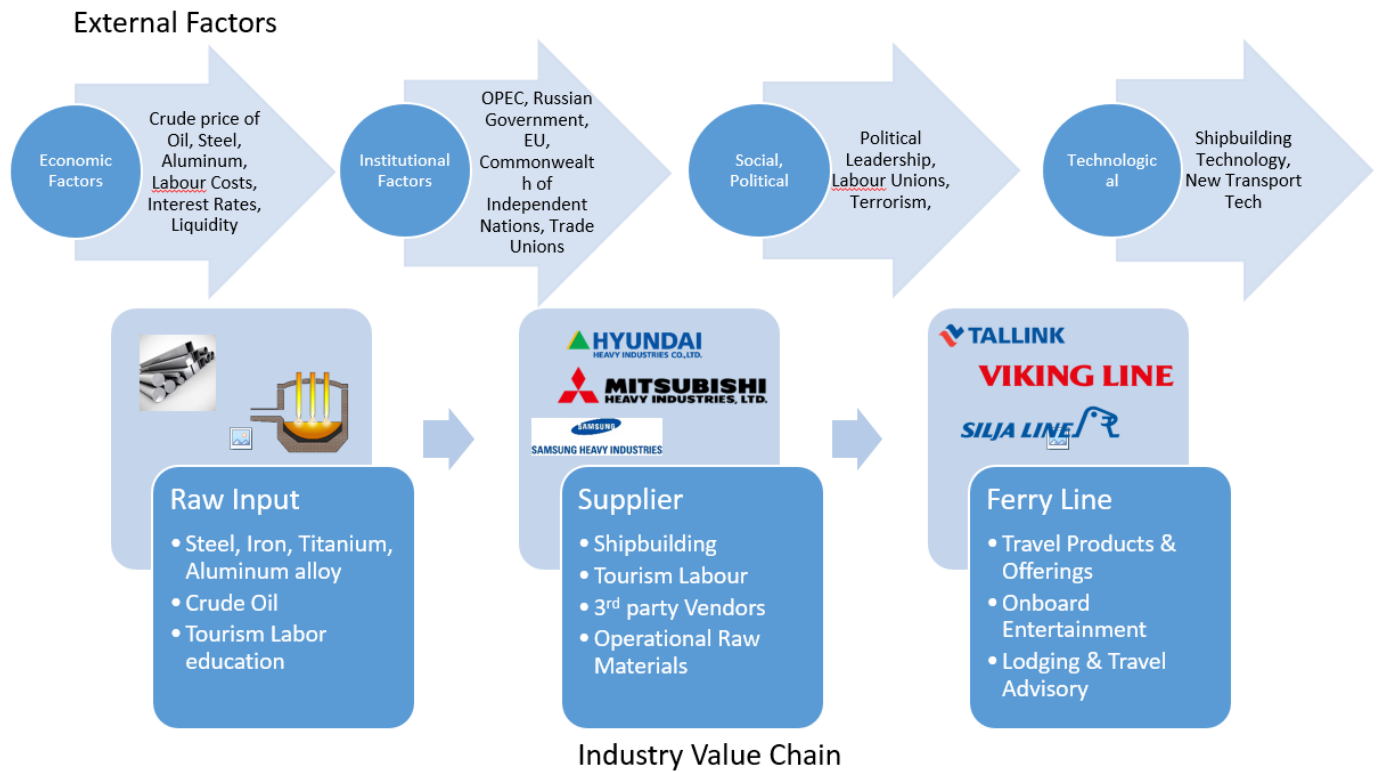 External Factors
Economic
Factors
Crude price of
Oil, Steel,
Aluminum,
Labour Costs,
Interest Rates,
Liquidity
Institutional
Factors
OPEC, Russian
Government,
EU,
Commonwealt
h of
Independent
Nations, Trade
Unions
Social,
Political
Political
Leadership,
Labour Unions,
Terrorism,
Technologic
al
Shipbuilding
Technology,
New Transport
Tech
Raw Input
• Steel, Iron, Titanium,
Aluminum alloy
• Crude Oil
• Tourism Labor
education
HYUNDAI
HEAVY INDUSTRIES CO.,LTD.
MITSUBISHI
HEAVY INDUSTRIES, LTD.
SAMSUNG
SAMSUNG HEAVY INDUSTRIES
Supplier
• Shipbuilding
• Tourism Labour
• 3rd party Vendors
• Operational Raw
Materials
TALLINK
VIKING LINE
SILJA LINE
Ferry Line
• Travel Products &
Offerings
• Onboard
Entertainment
• Lodging & Travel
Advisory
Industry Value Chain